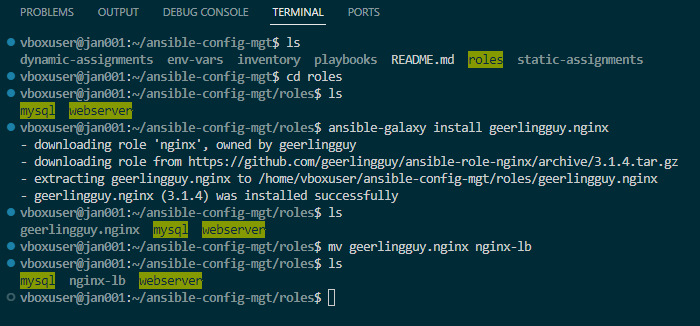 PROBLEMS OUTPUT DEBUG CONSOLE TERMINAL PORTS
vboxuser@jan001:~/ansible-config-mgt$ ls
dynamic-assignments env-vars inventory playbooks README.md roles static-assignments
vboxuser@jan001:~/ansible-config-mgt$ cd roles
vboxuser@jan001:~/ansible-config-mgt/roles$ ls
mysql webserver
vboxuser@jan001:~/ansible-config-mgt/roles$ ansible-galaxy install geerlingguy.nginx
- downloading role 'nginx', owned by geerlingguy
- downloading role from https://github.com/geerlingguy/ansible-role-nginx/archive/3.1.4.tar.gz
- extracting geerlingguy.nginx to /home/vboxuser/ansible-config-mgt/roles/geerlingguy.nginx
- geerlingguy.nginx (3.1.4) was installed successfully
vboxuser@jan001:~/ansible-config-mgt/roles$ ls
geerlingguy.nginx mysql webserver
vboxuser@jan001:~/ansible-config-mgt/roles$ mv geerlingguy.nginx nginx-lb
vboxuser@jan001:~/ansible-config-mgt/roles$ ls
mysql nginx-lb webserver
vboxuser@jan001:~/ansible-config-mgt/roles$